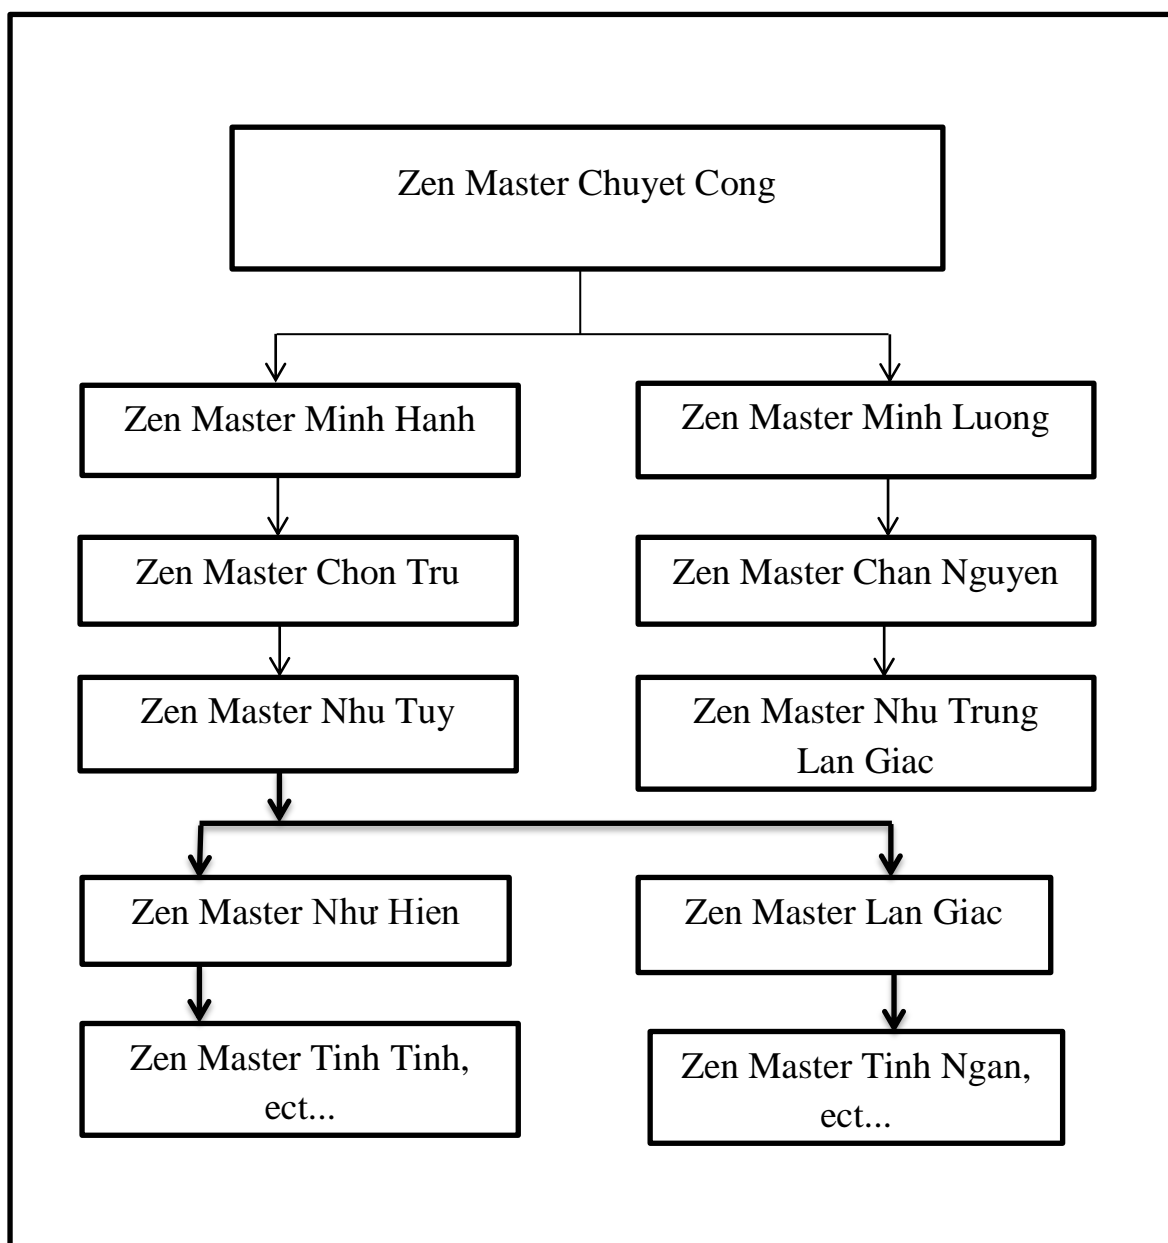 Zen Master Chuyet Cong
Zen Master Minh Hanh
Zen Master Minh Luong
Zen Master Chon Tru
Zen Master Chan Nguyen
Zen Master Nhu Tuy
Zen Master Nhu Trung
Lan Giac
Zen Master Như Hien
Zen Master Lan Giac
Zen Master Tinh Tinh,
ect...
Zen Master Tinh Ngan,
ect...